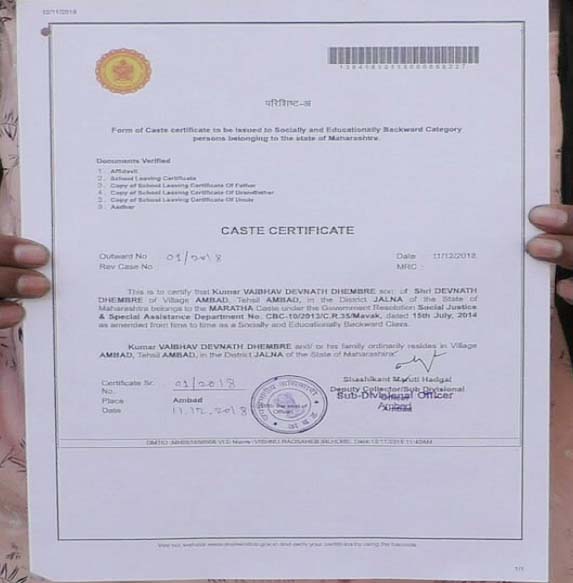 12/11/2018
परिशिष्ट-अ
Form of Caste certificate to be issued to Socially and Educationally Backward Category
persons belonging to the state of Maharashtra.
Documents Verified
1 . Affidavit
2 . School Leaving Certificate
3 . Copy of School Leaving Certificate Of Father
4 . Copy of School Leaving Certificate Of Grandfather
5 . Copy of School Leaving Certificate Of Uncle
6 . Aadhar
CASTE CERTIFICATE
Outward No 01/2018 Date 11/12/2018
Rev Case No MRC :
This is to certify that Kumar VAIBHAV DEVNATH DHEMBRE son of Shri DEVNATH
DHEMBRE of Village AMBAD, Tehsil AMBAD, in the District JALNA of the State of
Maharashtra belongs to the MARATHA Caste under the Government Resolution Social Justice
& Special Assistance Department No. CBC-10/2013/C.R.35/Mavak, dated 15th July, 2014
as amended from time to time as a Socially and Educationally Backward Class.
Kumar VAIBHAV DEVNATH DHEMBRE and/ or his family ordinarily resides in Village
AMBAD, Tehsil AMBAD, in the District JALNA of the State of Maharashtra
Certificate Sr. No. 01/2018
Place Ambad
Date 11.12.2018
With the seal of
Officer
Shashikant Maruti Hadgal
Deputy Collector/Sub Divisional
Officer
Sub-Divisional Officer
Ambad
1/1